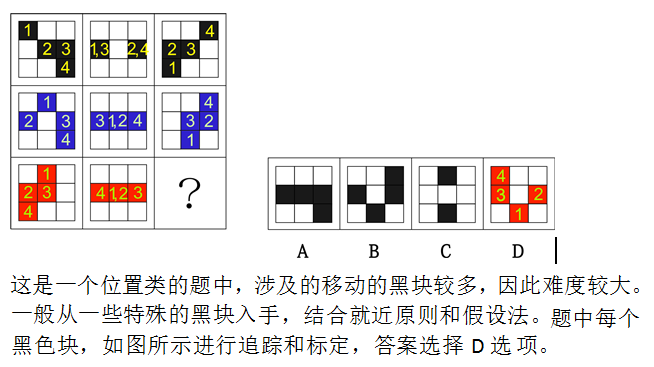 1 4
2 3 1,3 2,4 2 3
4 1
1 4
2 3 3 1,2 4 3 2
4 1
1
2 3 4 1,2 3 ?
4
4
3 2
1
A B C D
这是一个位置类的题中，涉及的移动的黑块较多，因此难度较大。
一般从一些特殊的黑块入手，结合就近原则和假设法。题中每个
黑色块，如图所示进行追踪和标定，答案选择 D 选项。